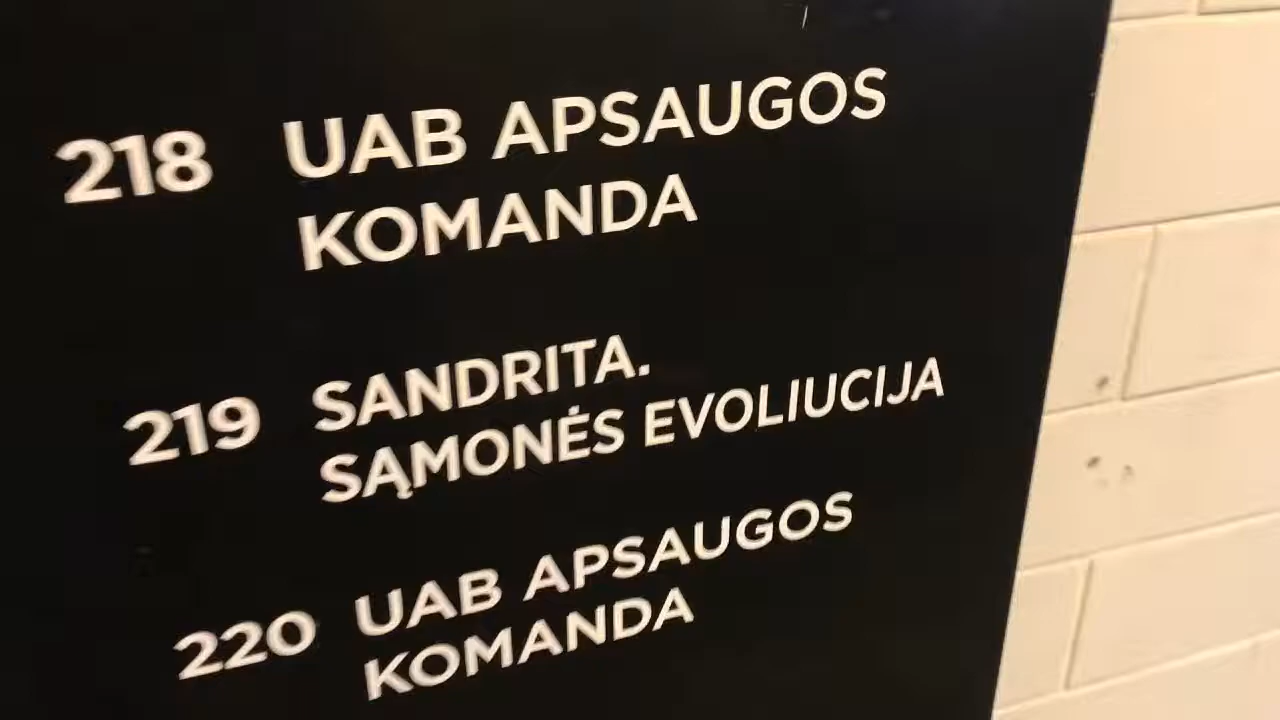 218 UAB APSAUGOS
KOMANDA
219 SANDRITA.
SĄMONĖS EVOLIUCIJA
220 UAB APSAUGOS
KOMANDA